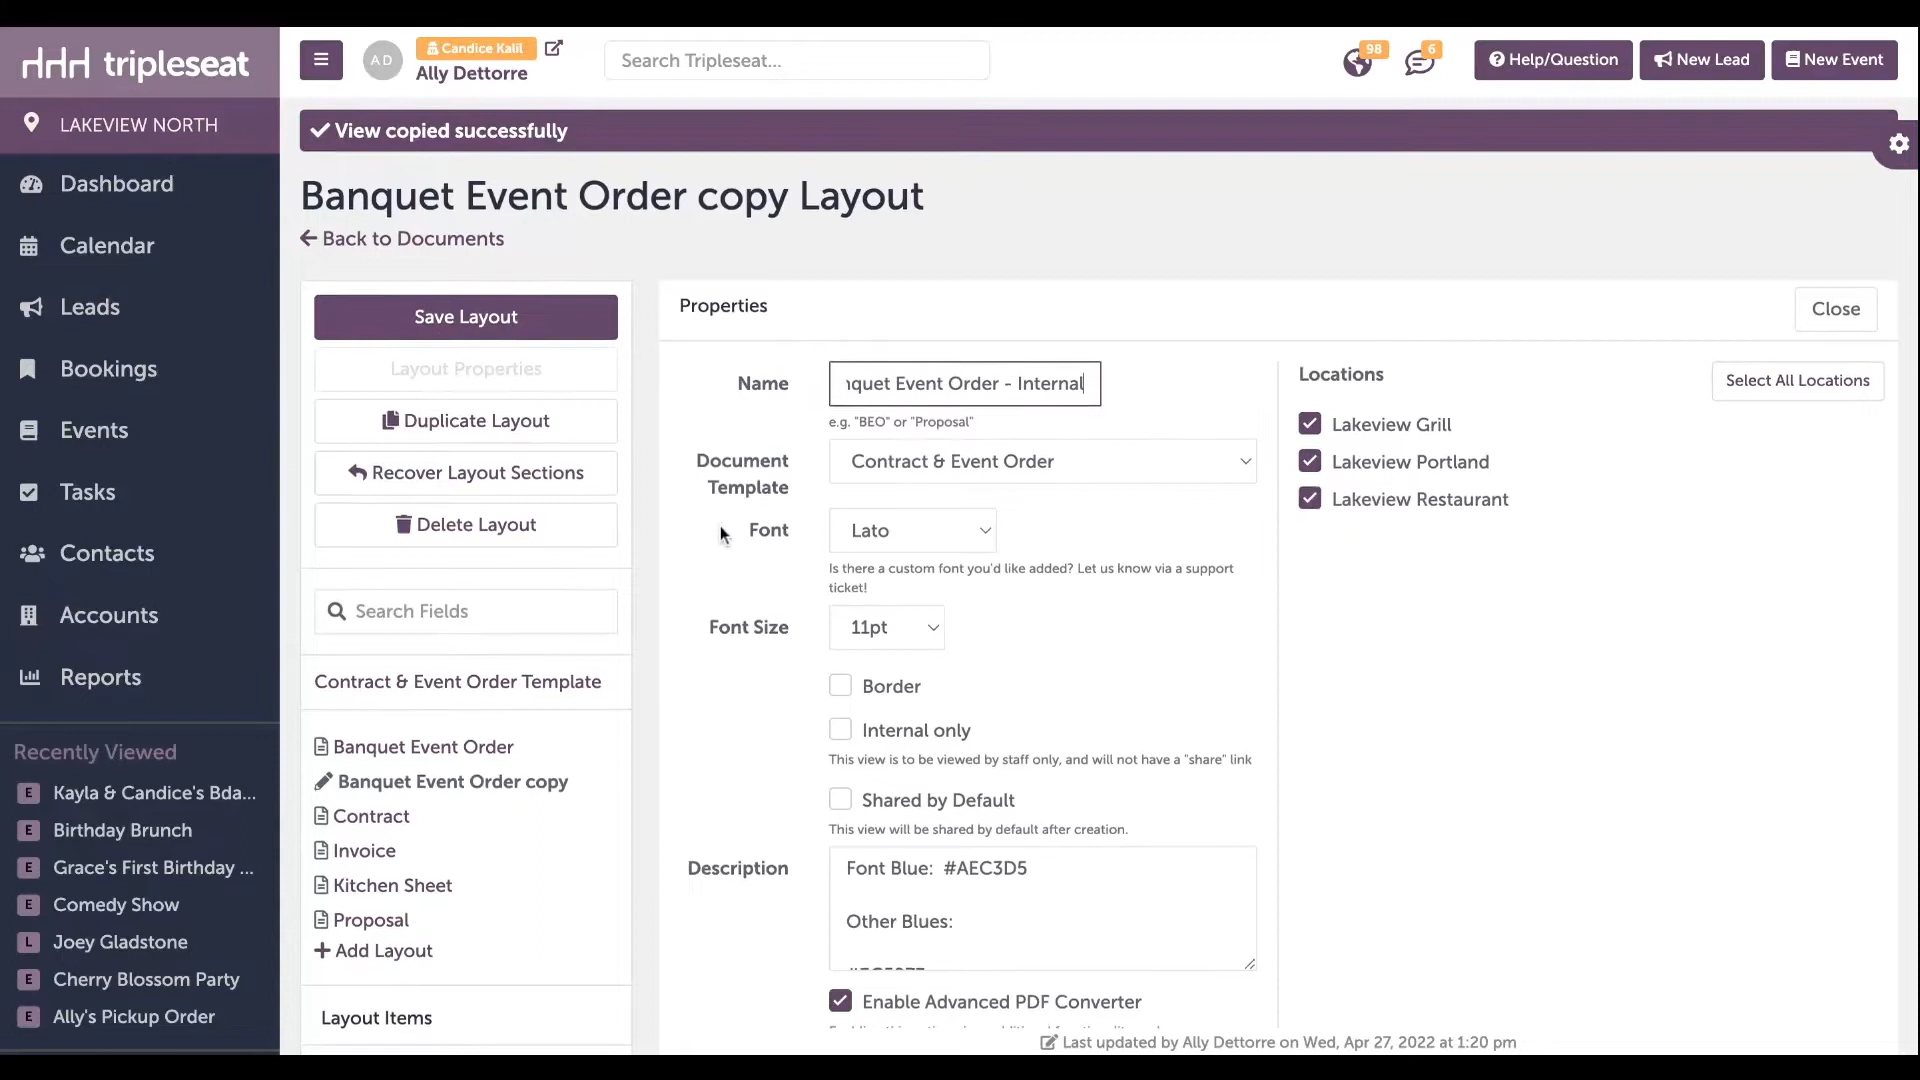 tripleseat
AD
Candice Kalil
Ally Dettorre
Search Tripleseat...
98
6
Help/Question
New Lead
New Event
LAKEVIEW NORTH
View copied successfully
Dashboard
Calendar
Leads
Bookings
Events
Tasks
Contacts
Accounts
Reports
Recently Viewed
E Kayla & Candice's Bda...
E Birthday Brunch
E Grace's First Birthday ...
E Comedy Show
L Joey Gladstone
E Cherry Blossom Party
E Ally's Pickup Order
Banquet Event Order copy Layout
Back to Documents
Save Layout
Layout Properties
Duplicate Layout
Recover Layout Sections
Delete Layout
Search Fields
Contract & Event Order Template
Banquet Event Order
Banquet Event Order copy
Contract
Invoice
Kitchen Sheet
Proposal
Add Layout
Layout Items
Properties
Close
Name
nquet Event Order - Internal
e.g. "BEO" or "Proposal"
Document
Template
Contract & Event Order
Font
Lato
Is there a custom font you'd like added? Let us know via a support
ticket!
Font Size
11pt
Border
Internal only
This view is to be viewed by staff only, and will not have a "share" link
Shared by Default
This view will be shared by default after creation.
Description
Font Blue: #AEC3D5
Other Blues:
Enable Advanced PDF Converter
Locations
Select All Locations
Lakeview Grill
Lakeview Portland
Lakeview Restaurant
Last updated by Ally Dettorre on Wed, Apr 27, 2022 at 1:20 pm